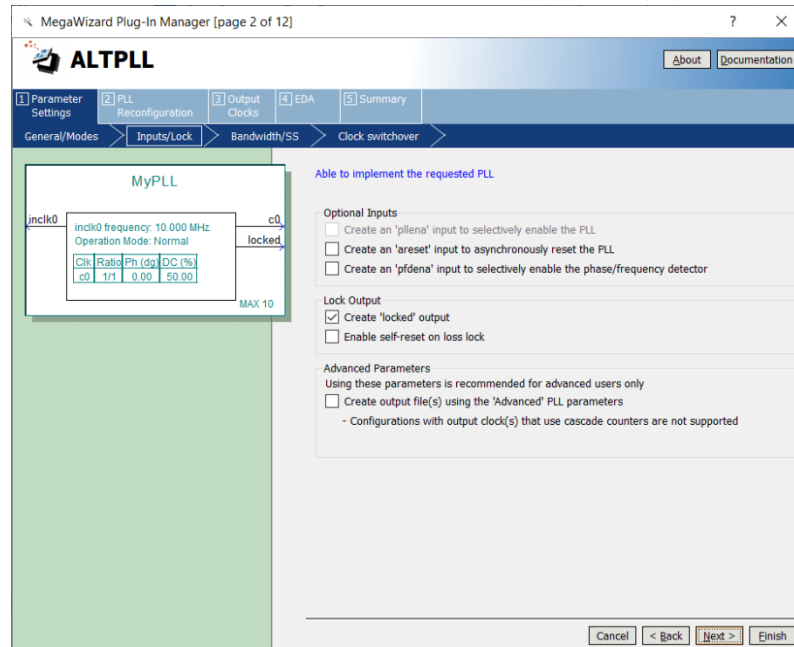 MegaWizard Plug-In Manager [page 2 of 12]
? X
ALTPLL
About Documentation
1 Parameter Settings
2 PLL Reconfiguration
3 Output Clocks
4 EDA
5 Summary
General/Modes
Inputs/Lock
Bandwidth/SS
Clock switchover
MyPLL
inclk0
c0
locked
inclk0 frequency: 10.000 MHz
Operation Mode: Normal
Clk Ratio Ph (dg) DC (%)
c0 1/1 0.00 50.00
MAX 10
Able to implement the requested PLL
Optional Inputs
Create an 'pllena' input to selectively enable the PLL
Create an 'areset' input to asynchronously reset the PLL
Create an 'pfdena' input to selectively enable the phase/frequency detector
Lock Output
Create 'locked' output
Enable self-reset on loss lock
Advanced Parameters
Using these parameters is recommended for advanced users only
Create output file(s) using the 'Advanced' PLL parameters
- Configurations with output clock(s) that use cascade counters are not supported
Cancel < Back Next > Finish